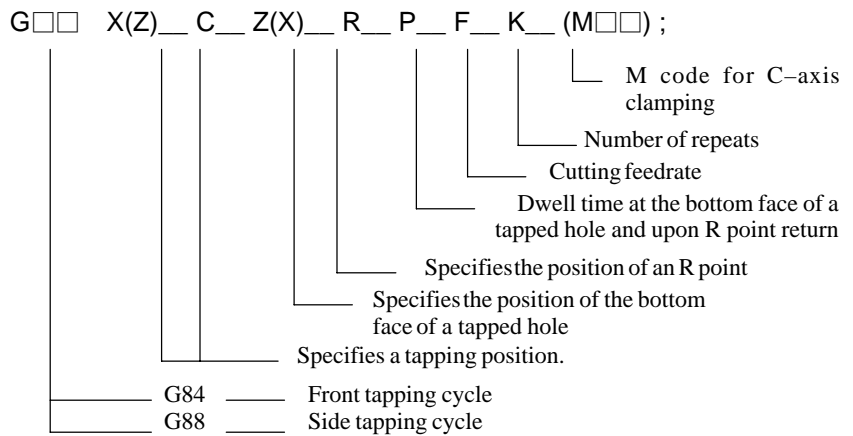 G□□ X(Z)__ C__ Z(X)__ R__ P__ F__ K__ (M□□) ;
M code for C–axis
clamping
Number of repeats
Cutting feedrate
Dwell time at the bottom face of a
tapped hole and upon R point return
Specifies the position of an R point
Specifies the position of the bottom
face of a tapped hole
Specifies a tapping position.
G84 Front tapping cycle
G88 Side tapping cycle